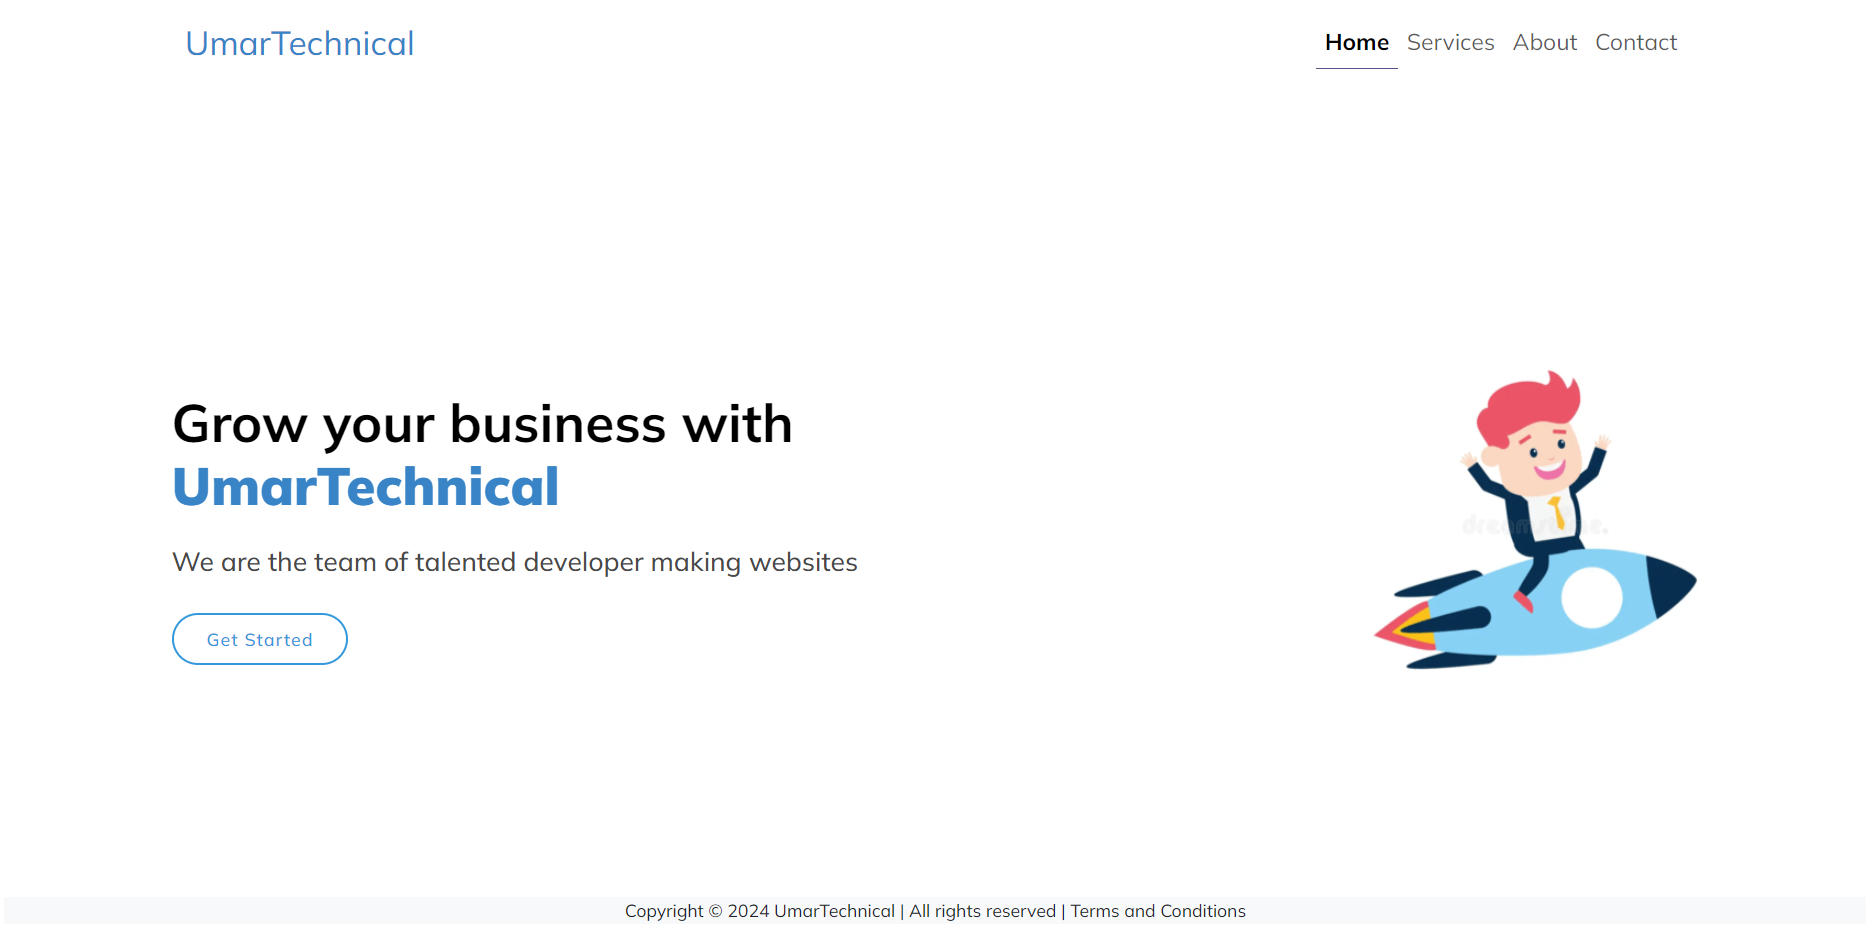 UmarTechnical
Home Services About Contact
Grow your business with
UmarTechnical
We are the team of talented developer making websites
Get Started
dreamstime.
Copyright © 2024 UmarTechnical | All rights reserved | Terms and Conditions